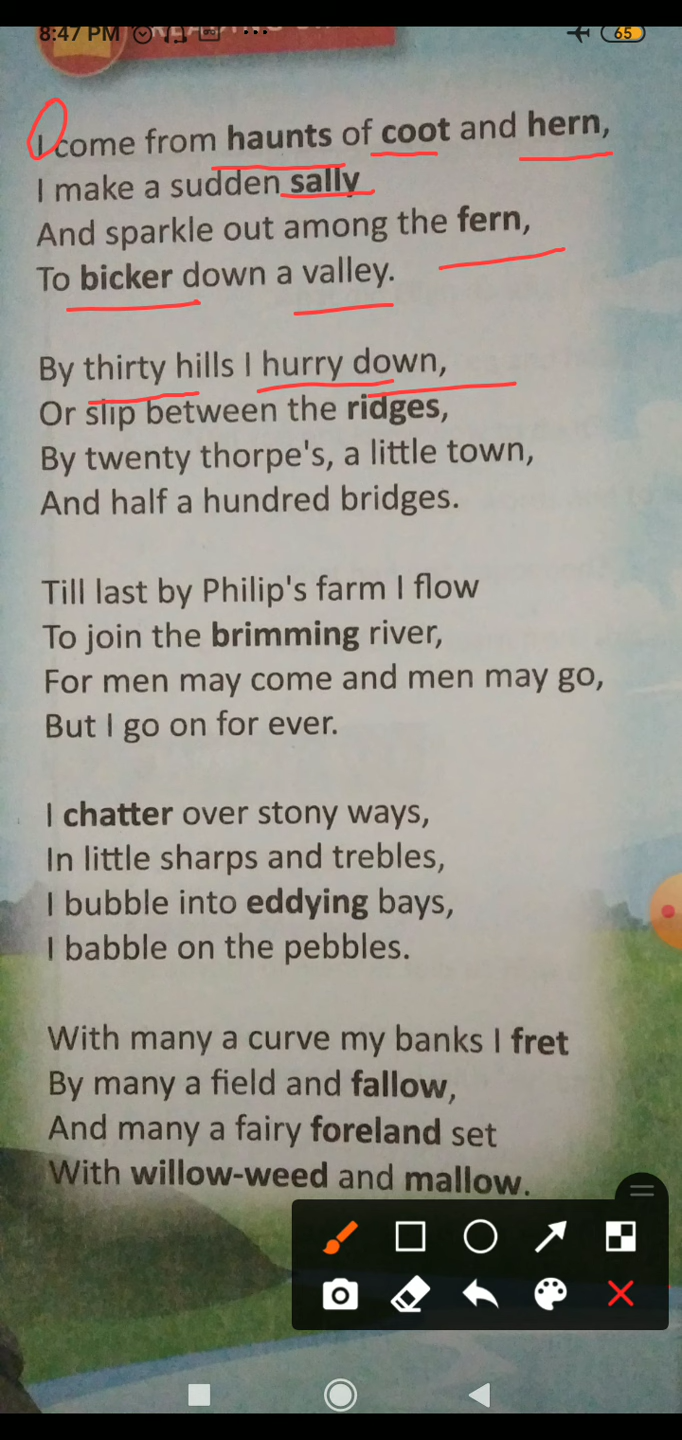 8:47 PM
65
I come from haunts of coot and hern,
I make a sudden sally
And sparkle out among the fern,
To bicker down a valley.
By thirty hills I hurry down,
Or slip between the ridges,
By twenty thorpe's, a little town,
And half a hundred bridges.
Till last by Philip's farm I flow
To join the brimming river,
For men may come and men may go,
But I go on for ever.
I chatter over stony ways,
In little sharps and trebles,
I bubble into eddying bays,
I babble on the pebbles.
With many a curve my banks I fret
By many a field and fallow,
And many a fairy foreland set
With willow-weed and mallow.